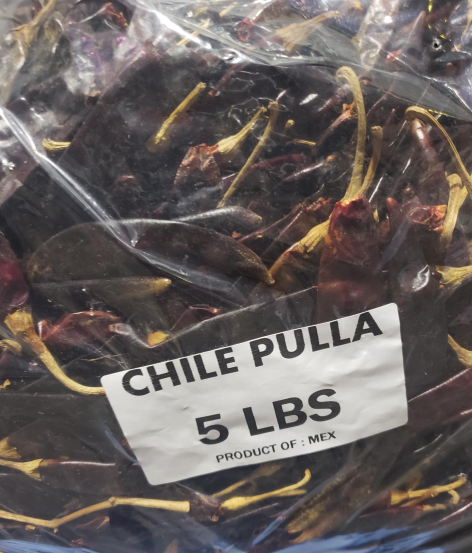 CHILE PULLA
5 LBS
PRODUCT OF : MEX